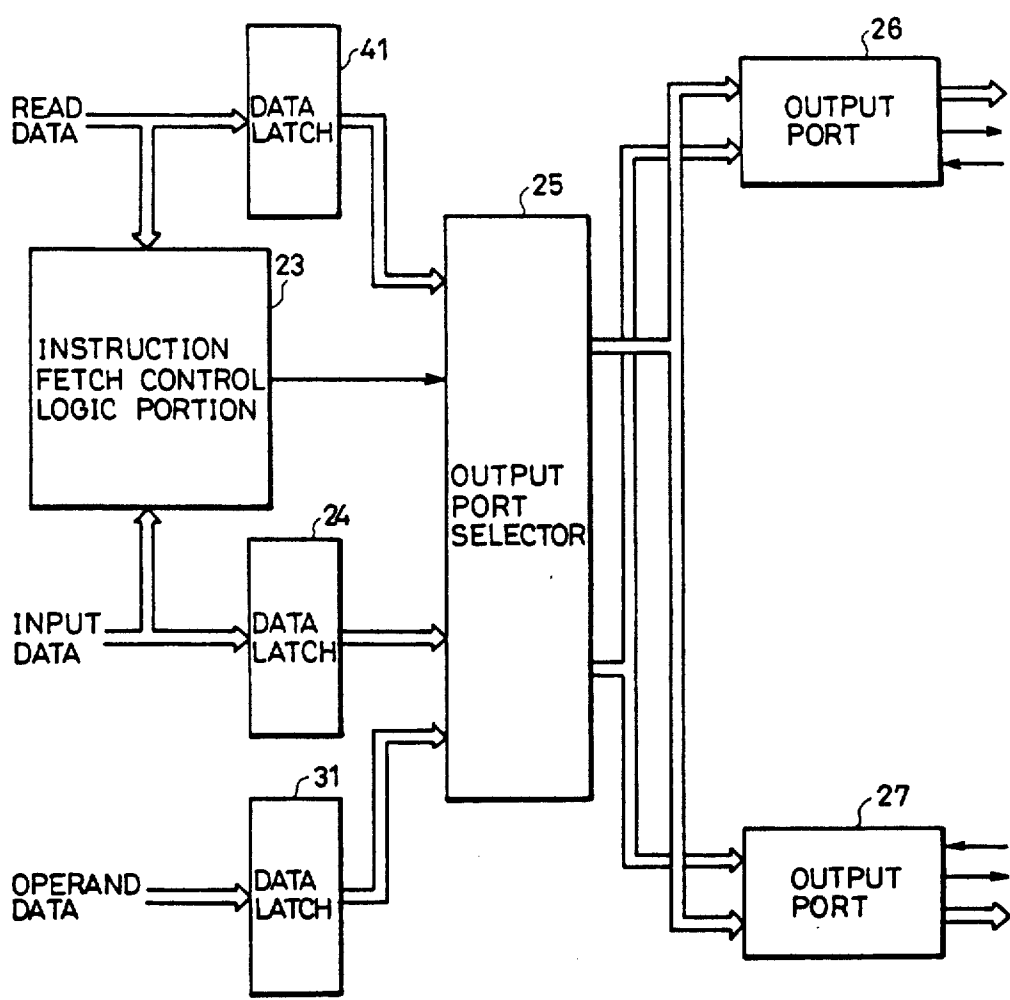 41
READ
DATA
DATA
LATCH
26
OUTPUT
PORT
25
23
INSTRUCTION
FETCH CONTROL
LOGIC PORTION
OUTPUT
PORT
SELECTOR
24
INPUT
DATA
DATA
LATCH
31
OPERAND
DATA
DATA
LATCH
27
OUTPUT
PORT